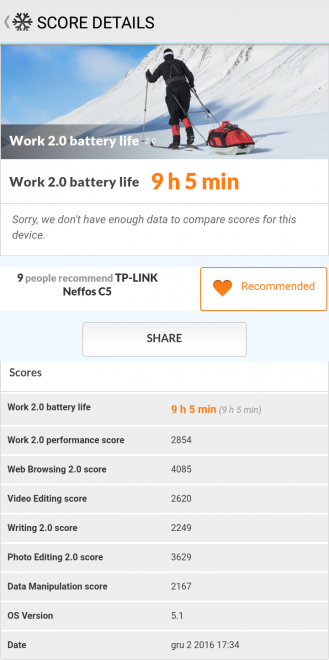 SCORE DETAILS
Work 2.0 battery life 2.0
Work 2.0 battery life 9 h 5 min
Sorry, we don't have enough data to compare scores for this
device.
9 people recommend TP-LINK
Neffos C5
Recommended
SHARE
Scores
Work 2.0 battery life 9 h 5 min (9 h 5 min)
Work 2.0 performance score 2854
Web Browsing 2.0 score 4085
Video Editing score 2620
Writing 2.0 score 2249
Photo Editing 2.0 score 3629
Data Manipulation score 2167
OS Version 5.1
Date gru 2 2016 17:34